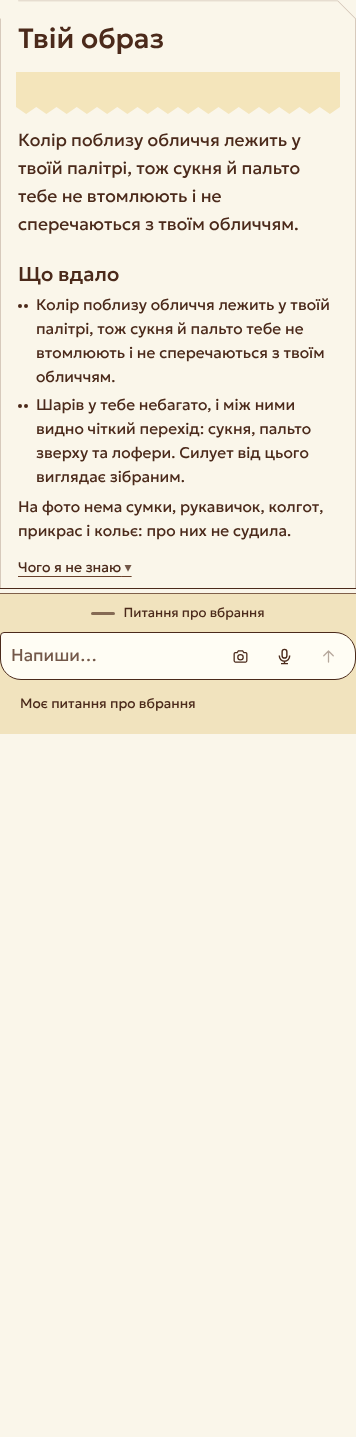 Твій образ
Колір поблизу обличчя лежить у
твоїй палітрі, тож сукня й пальто
тебе не втомлюють і не
сперечаються з твоїм обличчям.
Що вдало
•• Колір поблизу обличчя лежить у твоїй
палітрі, тож сукня й пальто тебе не
втомлюють і не сперечаються з твоїм
обличчям.
•• Шарів у тебе небагато, і між ними
видно чіткий перехід: сукня, пальто
зверху та лофери. Силует від цього
виглядає зібраним.
На фото нема сумки, рукавичок, колгот,
прикрас і кольє: про них не судила.
Чого я не знаю ▾
Питання про вбрання
Напиши...
Моє питання про вбрання